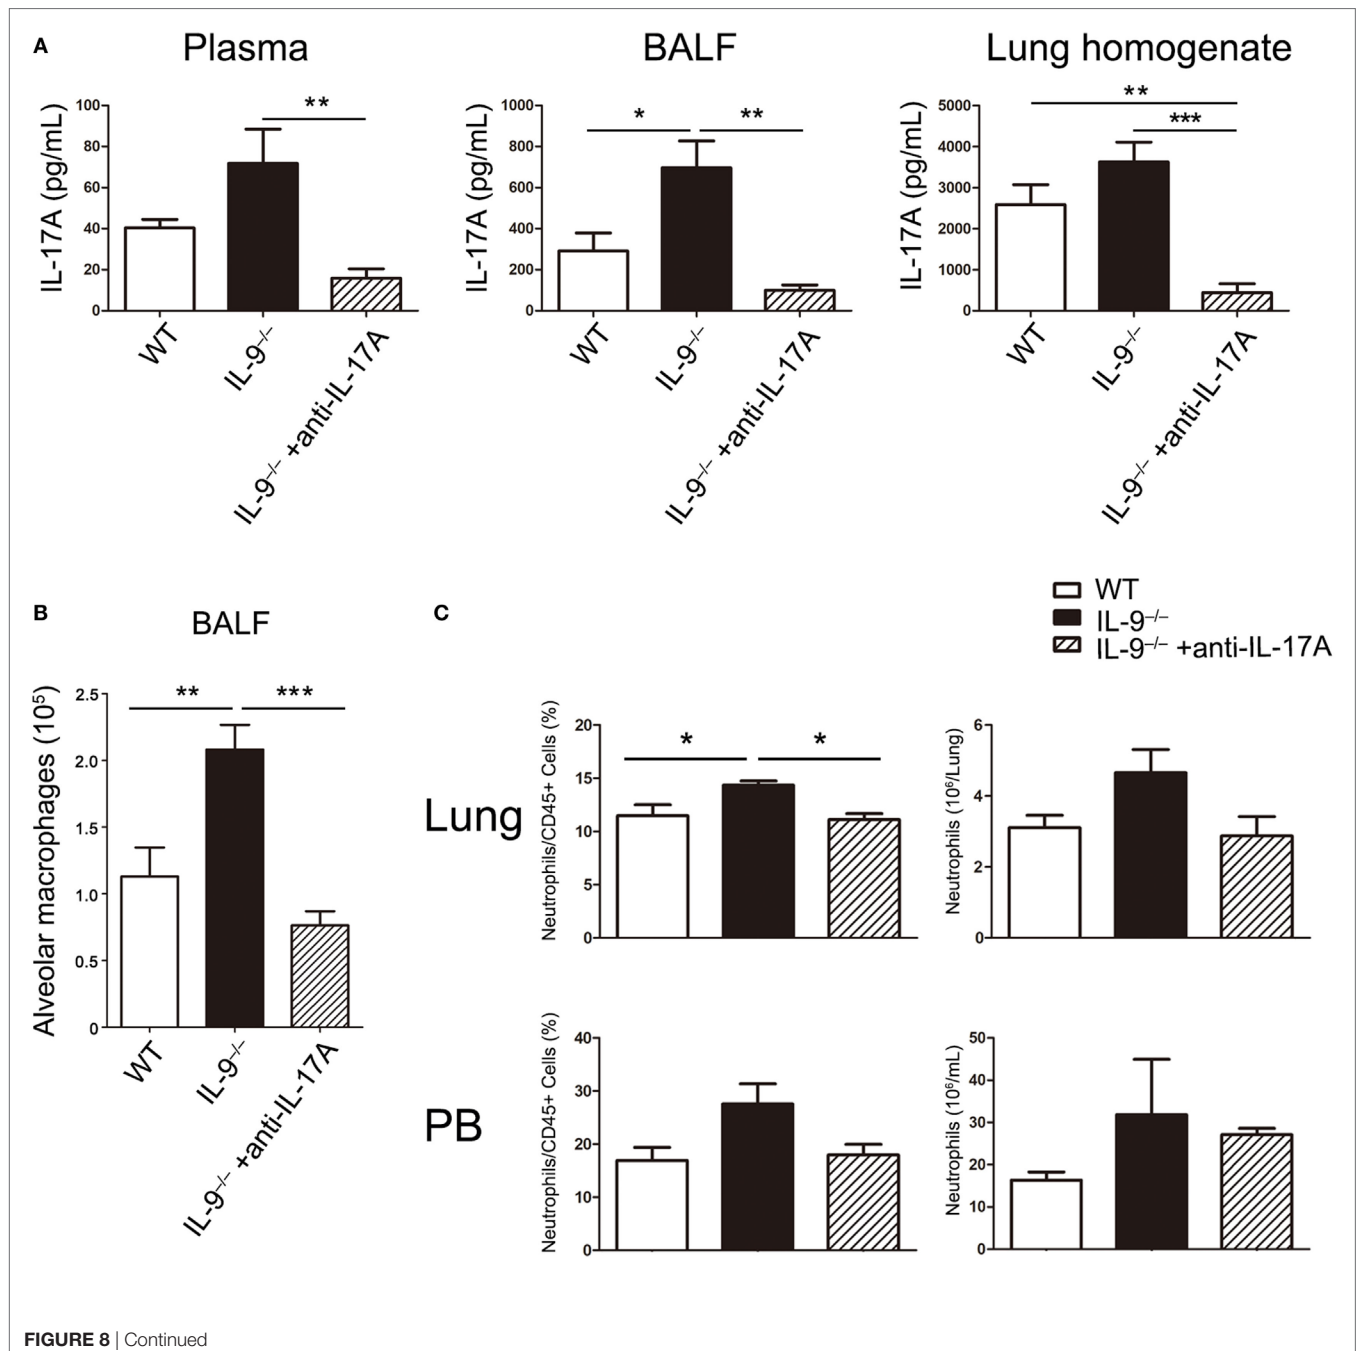 A
Plasma
BALF
Lung homogenate
IL-17A (pg/mL)
100
80
60
40
20
0
**
WT
IL-9⁻/⁻
IL-9⁻/⁻ +anti-IL-17A
IL-17A (pg/mL)
1000
800
600
400
200
0
*
**
WT
IL-9⁻/⁻
IL-9⁻/⁻ +anti-IL-17A
IL-17A (pg/mL)
5000
4000
3000
2000
1000
0
**
***
WT
IL-9⁻/⁻
IL-9⁻/⁻ +anti-IL-17A
B
BALF
Alveolar macrophages (10⁵)
2.5
2.0
1.5
1.0
0.5
0
**
***
WT
IL-9⁻/⁻
IL-9⁻/⁻ +anti-IL-17A
C
WT
IL-9⁻/⁻
IL-9⁻/⁻ +anti-IL-17A
Lung
Neutrophils/CD45+ Cells (%)
20
15
10
5
0
*
*
Neutrophils (10⁶/Lung)
6
4
2
0
PB
Neutrophils/CD45+ Cells (%)
40
30
20
10
0
Neutrophils (10⁶/mL)
50
40
30
20
10
0
FIGURE 8 | Continued